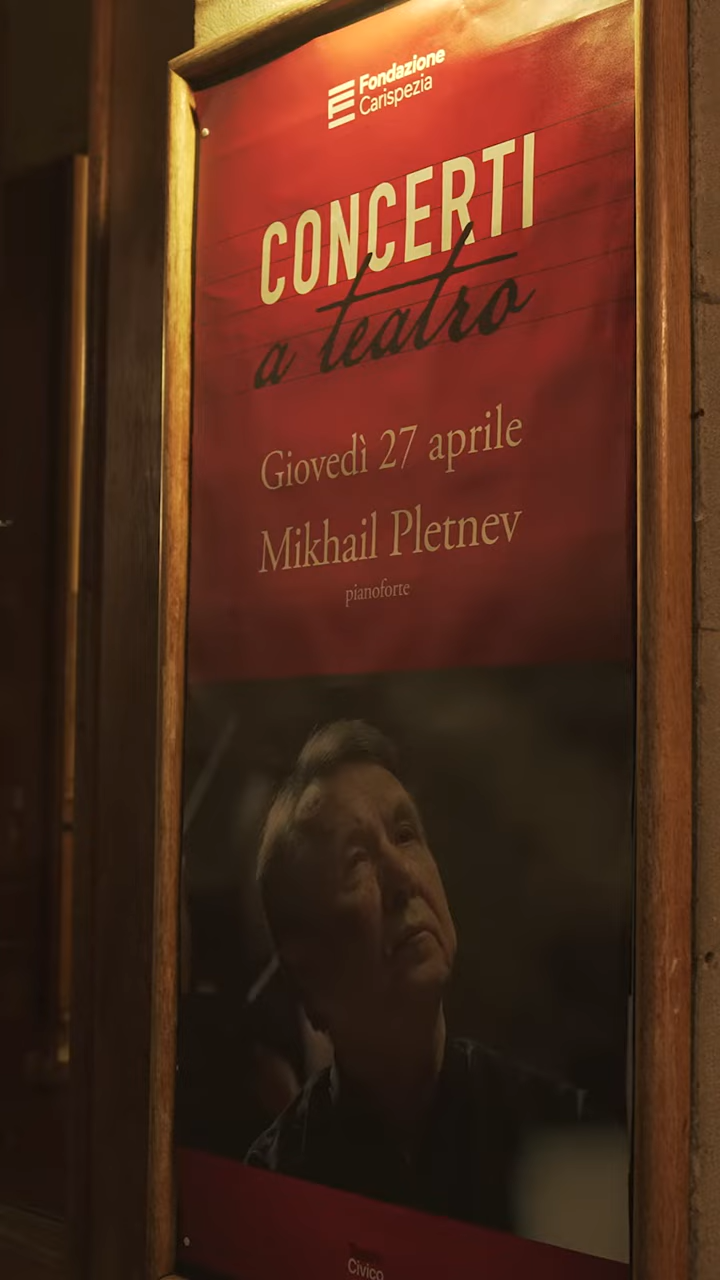 Fondazione
Carispezia
CONCERTI
a teatro
Giovedì 27 aprile
Mikhail Pletnev
pianoforte
Civico